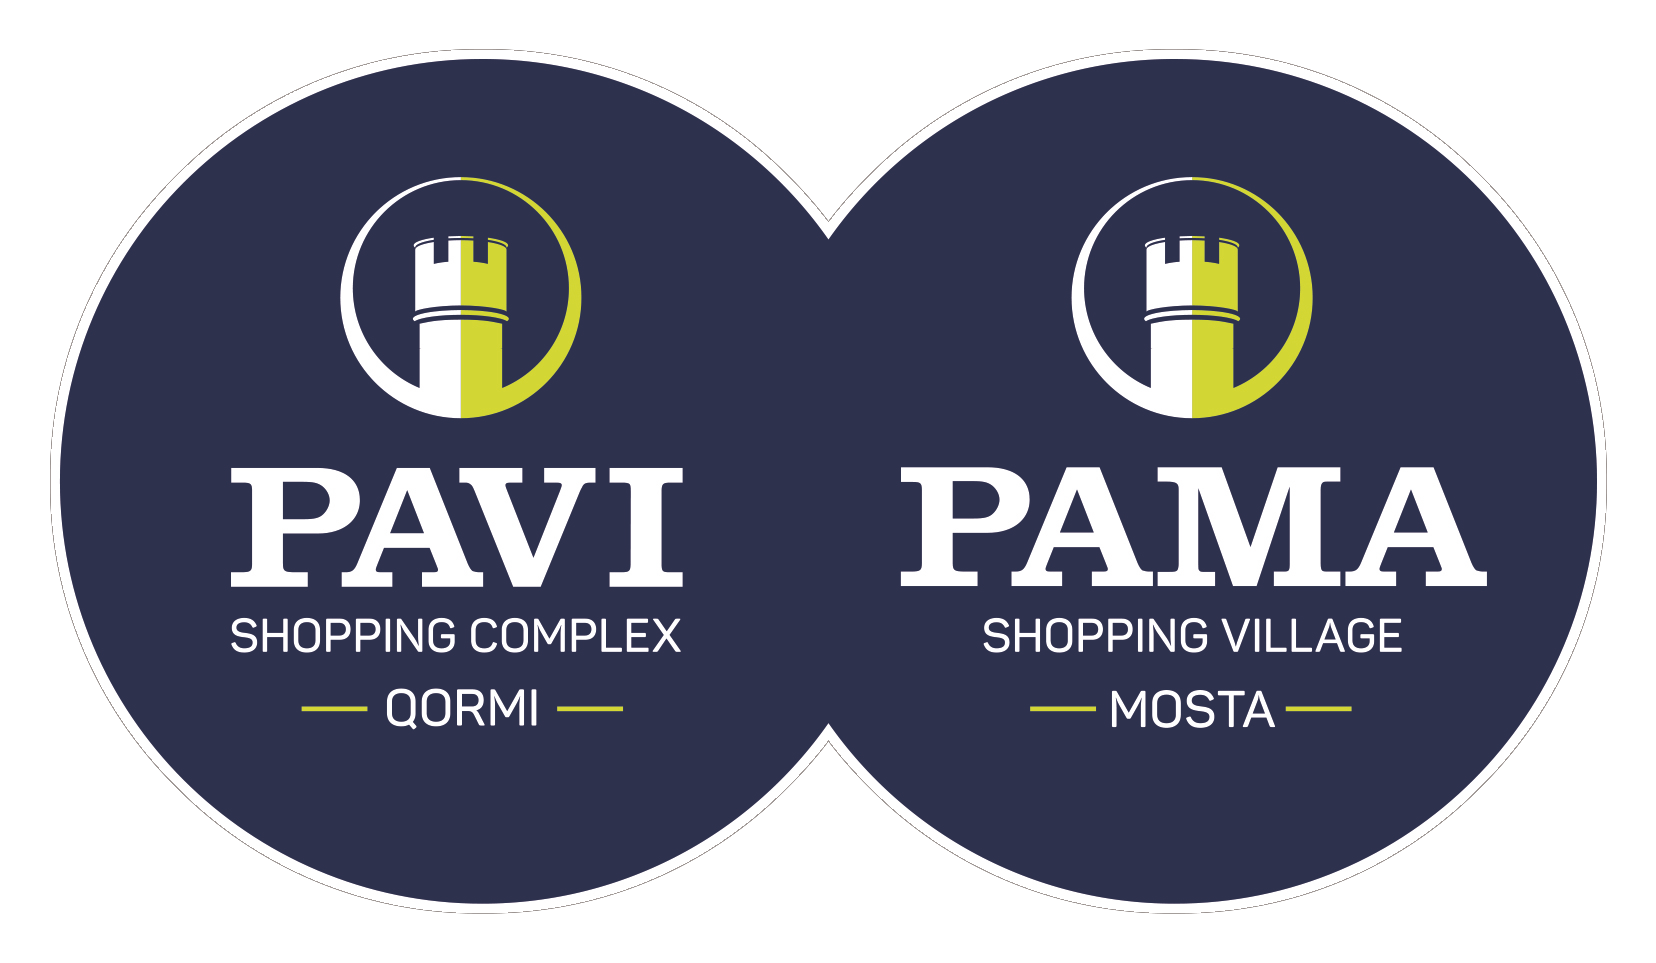 PAVI
SHOPPING COMPLEX
QORMI
PAMA
SHOPPING VILLAGE
MOSTA